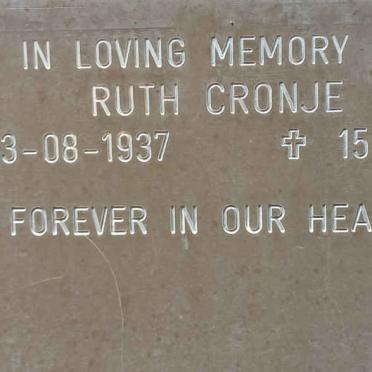 IN LOVING MEMORY
RUTH CRONJE
3-08-1937 ✝ 15
FOREVER IN OUR HEA